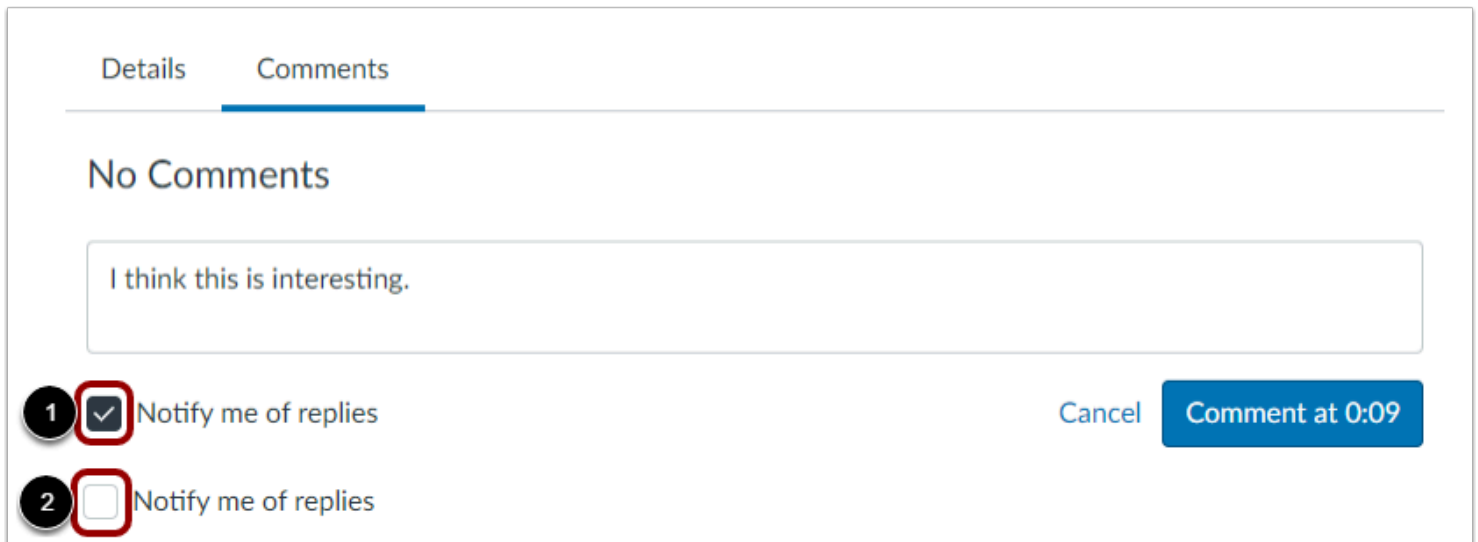 Details Comments
No Comments
I think this is interesting.
1 Notify me of replies Cancel Comment at 0:09
2 Notify me of replies